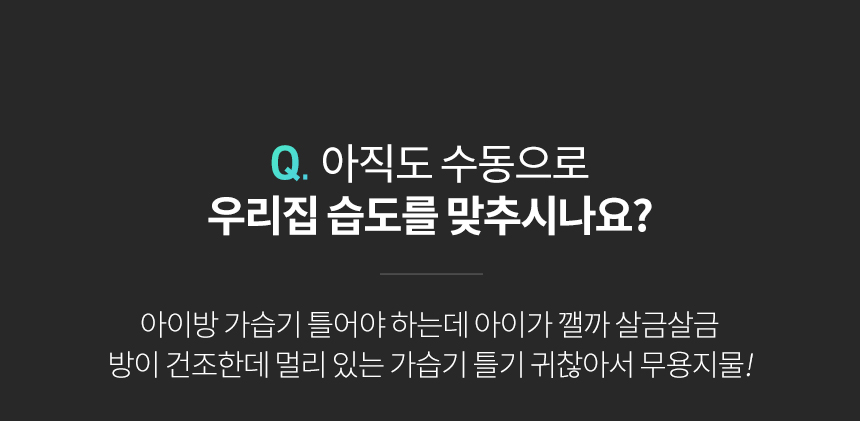 Q. 아직도 수동으로
우리집 습도를 맞추시나요?
아이방 가습기 틀어야 하는데 아이가 깰까 살금살금
방이 건조한데 멀리 있는 가습기 틀기 귀찮아서 무용지물!